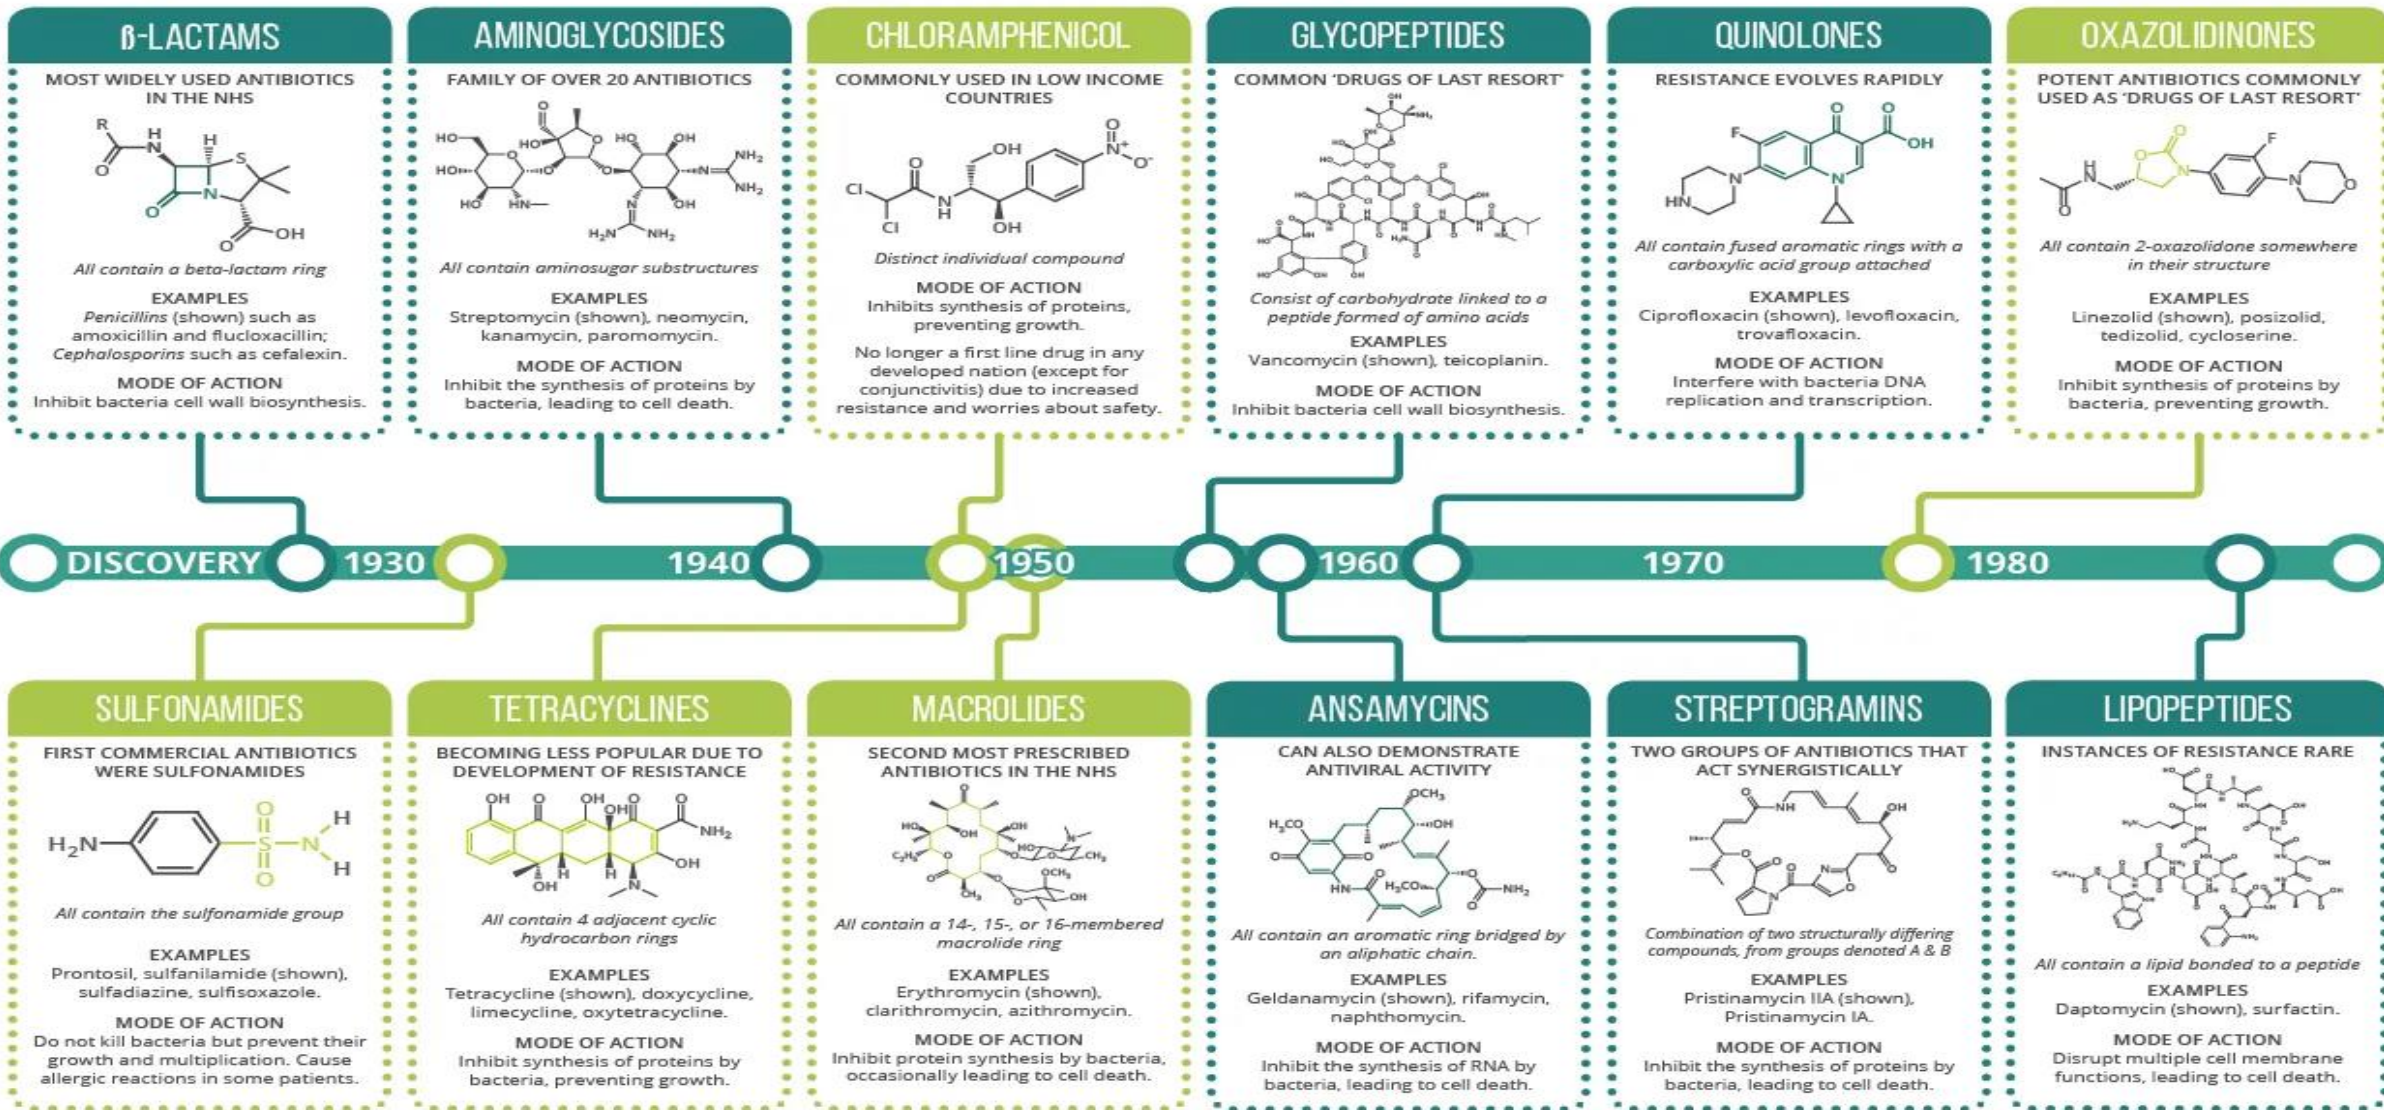 β-LACTAMS
MOST WIDELY USED ANTIBIOTICS
IN THE NHS
All contain a beta-lactam ring
EXAMPLES
Penicillins (shown) such as
amoxicillin and flucloxacillin;
Cephalosporins such as cefalexin.
MODE OF ACTION
Inhibit bacteria cell wall biosynthesis.
AMINOGLYCOSIDES
FAMILY OF OVER 20 ANTIBIOTICS
All contain aminosugar substructures
EXAMPLES
Streptomycin (shown), neomycin,
kanamycin, paromomycin.
MODE OF ACTION
Inhibit the synthesis of proteins by
bacteria, leading to cell death.
CHLORAMPHENICOL
COMMONLY USED IN LOW INCOME
COUNTRIES
Distinct individual compound
MODE OF ACTION
Inhibits synthesis of proteins,
preventing growth.
No longer a first line drug in any
developed nation (except for
conjunctivitis) due to increased
resistance and worries about safety.
GLYCOPEPTIDES
COMMON ‘DRUGS OF LAST RESORT’
Consist of carbohydrate linked to a
peptide formed of amino acids
EXAMPLES
Vancomycin (shown), teicoplanin.
MODE OF ACTION
Inhibit bacteria cell wall biosynthesis.
QUINOLONES
RESISTANCE EVOLVES RAPIDLY
All contain fused aromatic rings with a
carboxylic acid group attached
EXAMPLES
Ciprofloxacin (shown), levofloxacin,
trovafloxacin.
MODE OF ACTION
Interfere with bacteria DNA
replication and transcription.
OXAZOLIDINONES
POTENT ANTIBIOTICS COMMONLY
USED AS ‘DRUGS OF LAST RESORT’
All contain 2-oxazolidone somewhere
in their structure
EXAMPLES
Linezolid (shown), posizolid,
tedizolid, cycloserine.
MODE OF ACTION
Inhibit synthesis of proteins by
bacteria, preventing growth.
DISCOVERY 1930 1940 1950 1960 1970 1980
SULFONAMIDES
FIRST COMMERCIAL ANTIBIOTICS
WERE SULFONAMIDES
All contain the sulfonamide group
EXAMPLES
Prontosil, sulfanilamide (shown),
sulfadiazine, sulfisoxazole.
MODE OF ACTION
Do not kill bacteria but prevent their
growth and multiplication. Cause
allergic reactions in some patients.
TETRACYCLINES
BECOMING LESS POPULAR DUE TO
DEVELOPMENT OF RESISTANCE
All contain 4 adjacent cyclic
hydrocarbon rings
EXAMPLES
Tetracycline (shown), doxycycline,
limecycline, oxytetracycline.
MODE OF ACTION
Inhibit synthesis of proteins by
bacteria, preventing growth.
MACROLIDES
SECOND MOST PRESCRIBED
ANTIBIOTICS IN THE NHS
All contain a 14-, 15-, or 16-membered
macrolide ring
EXAMPLES
Erythromycin (shown),
clarithromycin, azithromycin.
MODE OF ACTION
Inhibit protein synthesis by bacteria,
occasionally leading to cell death.
ANSAMYCINS
CAN ALSO DEMONSTRATE
ANTIVIRAL ACTIVITY
All contain an aromatic ring bridged by
an aliphatic chain.
EXAMPLES
Geldanamycin (shown), rifamycin,
naphthomycin.
MODE OF ACTION
Inhibit the synthesis of RNA by
bacteria, leading to cell death.
STREPTOGRAMINS
TWO GROUPS OF ANTIBIOTICS THAT
ACT SYNERGISTICALLY
Combination of two structurally differing
compounds, from groups denoted A & B
EXAMPLES
Pristinamycin IIA (shown),
Pristinamycin IA.
MODE OF ACTION
Inhibit the synthesis of proteins by
bacteria, leading to cell death.
LIPOPEPTIDES
INSTANCES OF RESISTANCE RARE
All contain a lipid bonded to a peptide
EXAMPLES
Daptomycin (shown), surfactin.
MODE OF ACTION
Disrupt multiple cell membrane
functions, leading to cell death.